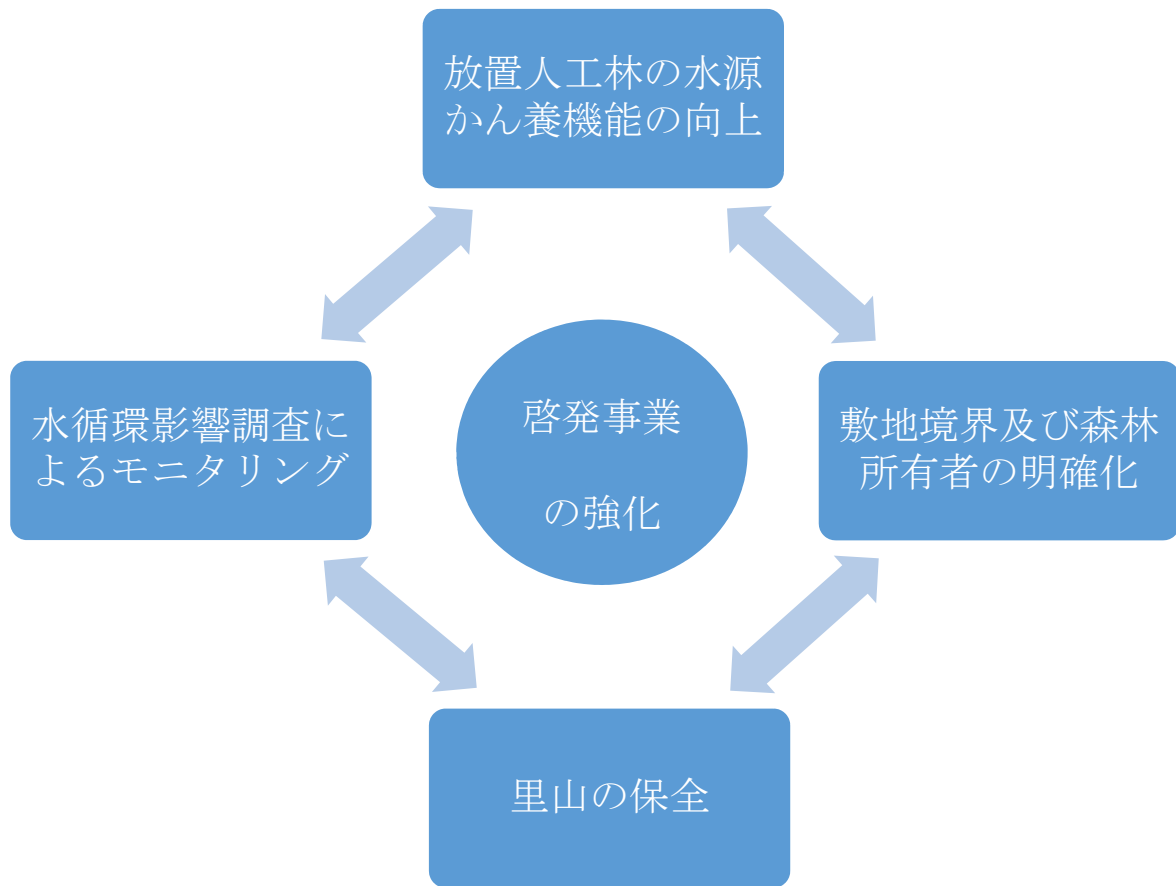 放置人工林の水源
かん養機能の向上
水循環影響調査に
よるモニタリング
啓発事業
の強化
敷地境界及び森林
所有者の明確化
里山の保全